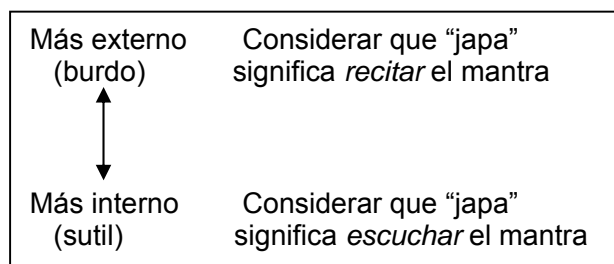 Más externo Considerar que “japa”
(burdo) significa recitar el mantra
Más interno Considerar que “japa”
(sutil) significa escuchar el mantra